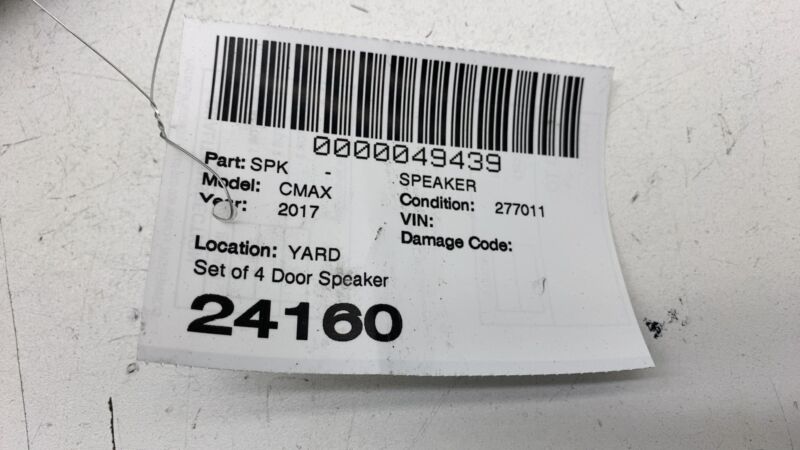 0000049439
Part: SPK - SPEAKER
Model: CMAX Condition: 277011
Year: 2017 VIN:
Damage Code:
Location: YARD
Set of 4 Door Speaker
24160